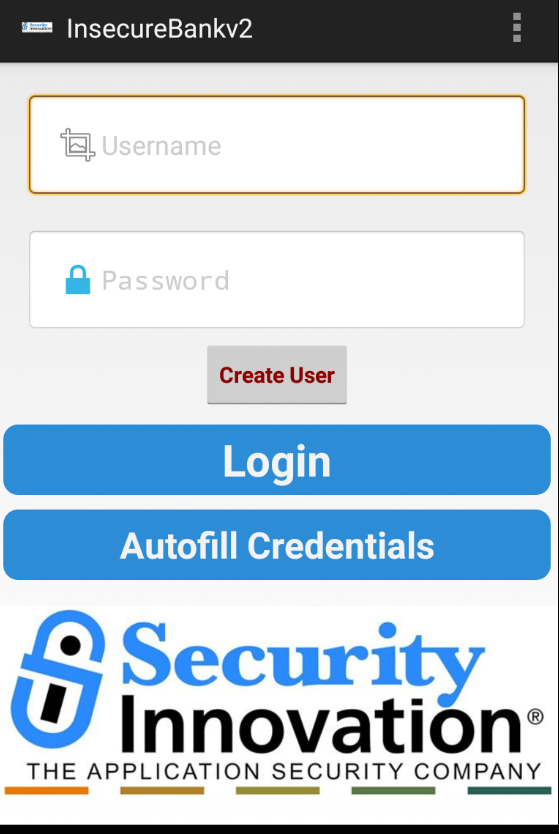 InsecureBankv2
Username
Password
Create User
Login
Autofill Credentials
Security
Innovation®
THE APPLICATION SECURITY COMPANY